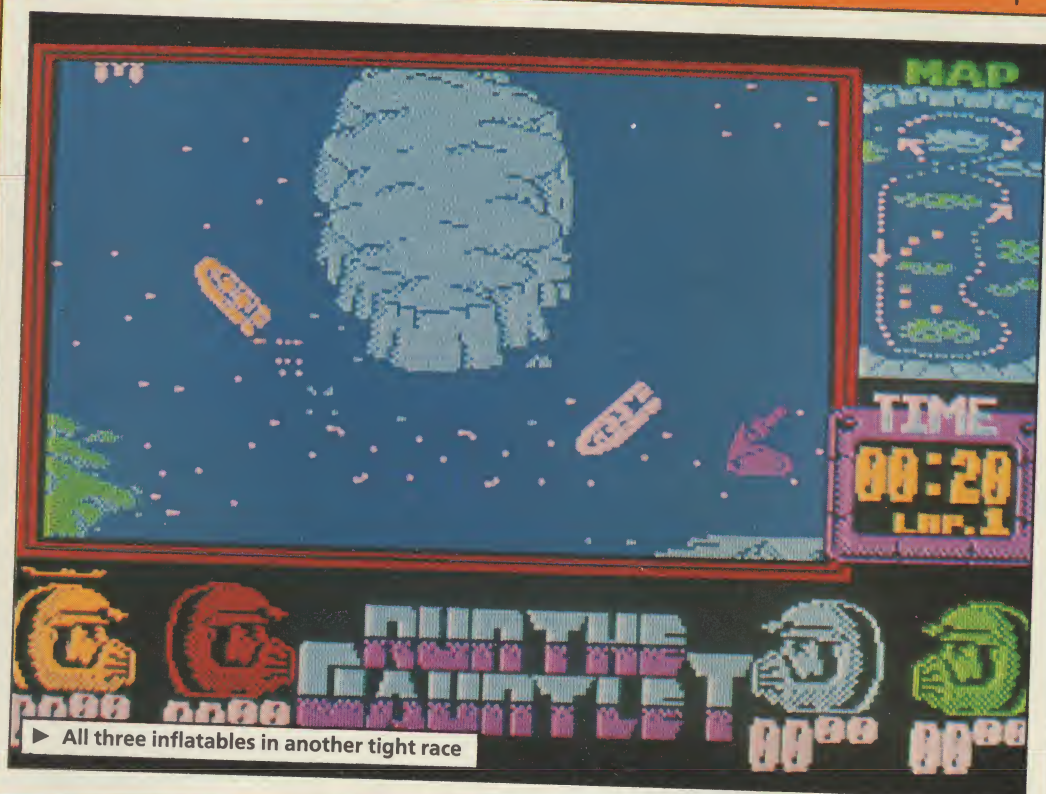 MAP
TIME
00:20
LAP.1
RUN THE
GAUNTLET
0000
0000
0000
0000
► All three inflatables in another tight race